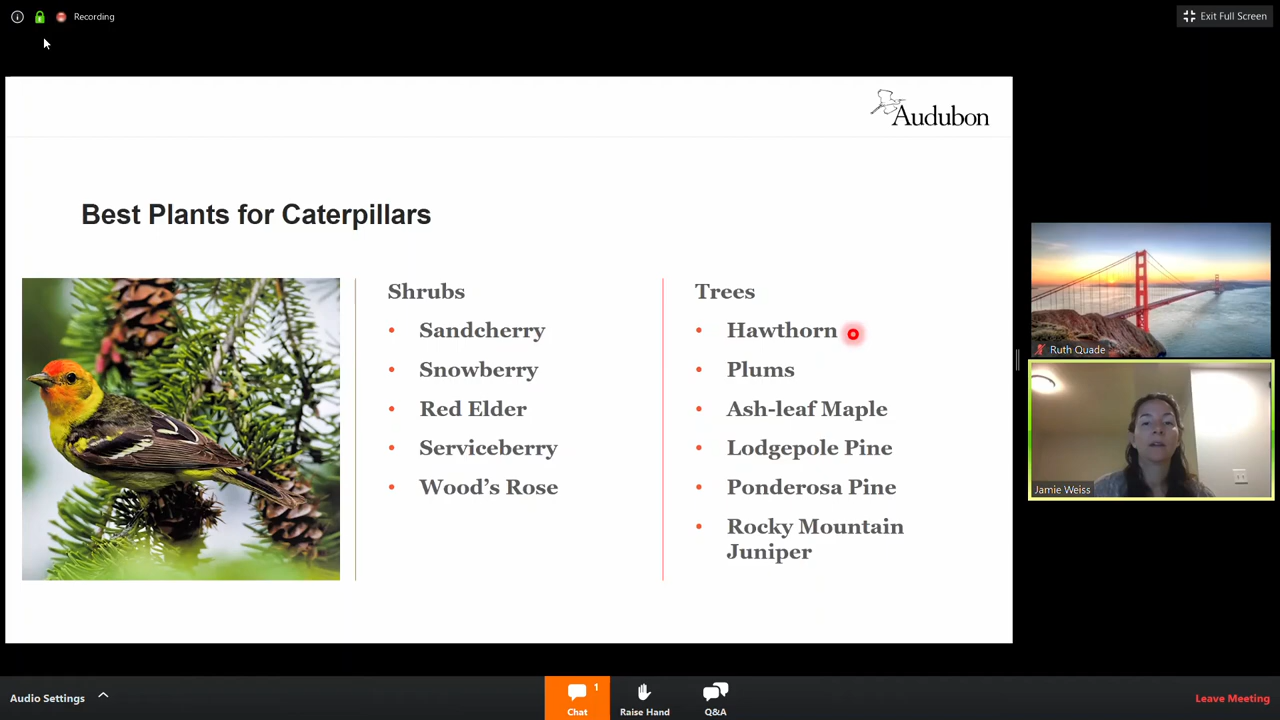 Recording
Exit Full Screen
Audubon
Best Plants for Caterpillars
Shrubs
• Sandcherry
• Snowberry
• Red Elder
• Serviceberry
• Wood’s Rose
Trees
• Hawthorn
• Plums
• Ash-leaf Maple
• Lodgepole Pine
• Ponderosa Pine
• Rocky Mountain
Juniper
Ruth Quade
Jamie Weiss
Audio Settings
1
Chat
Raise Hand
Q&A
Leave Meeting